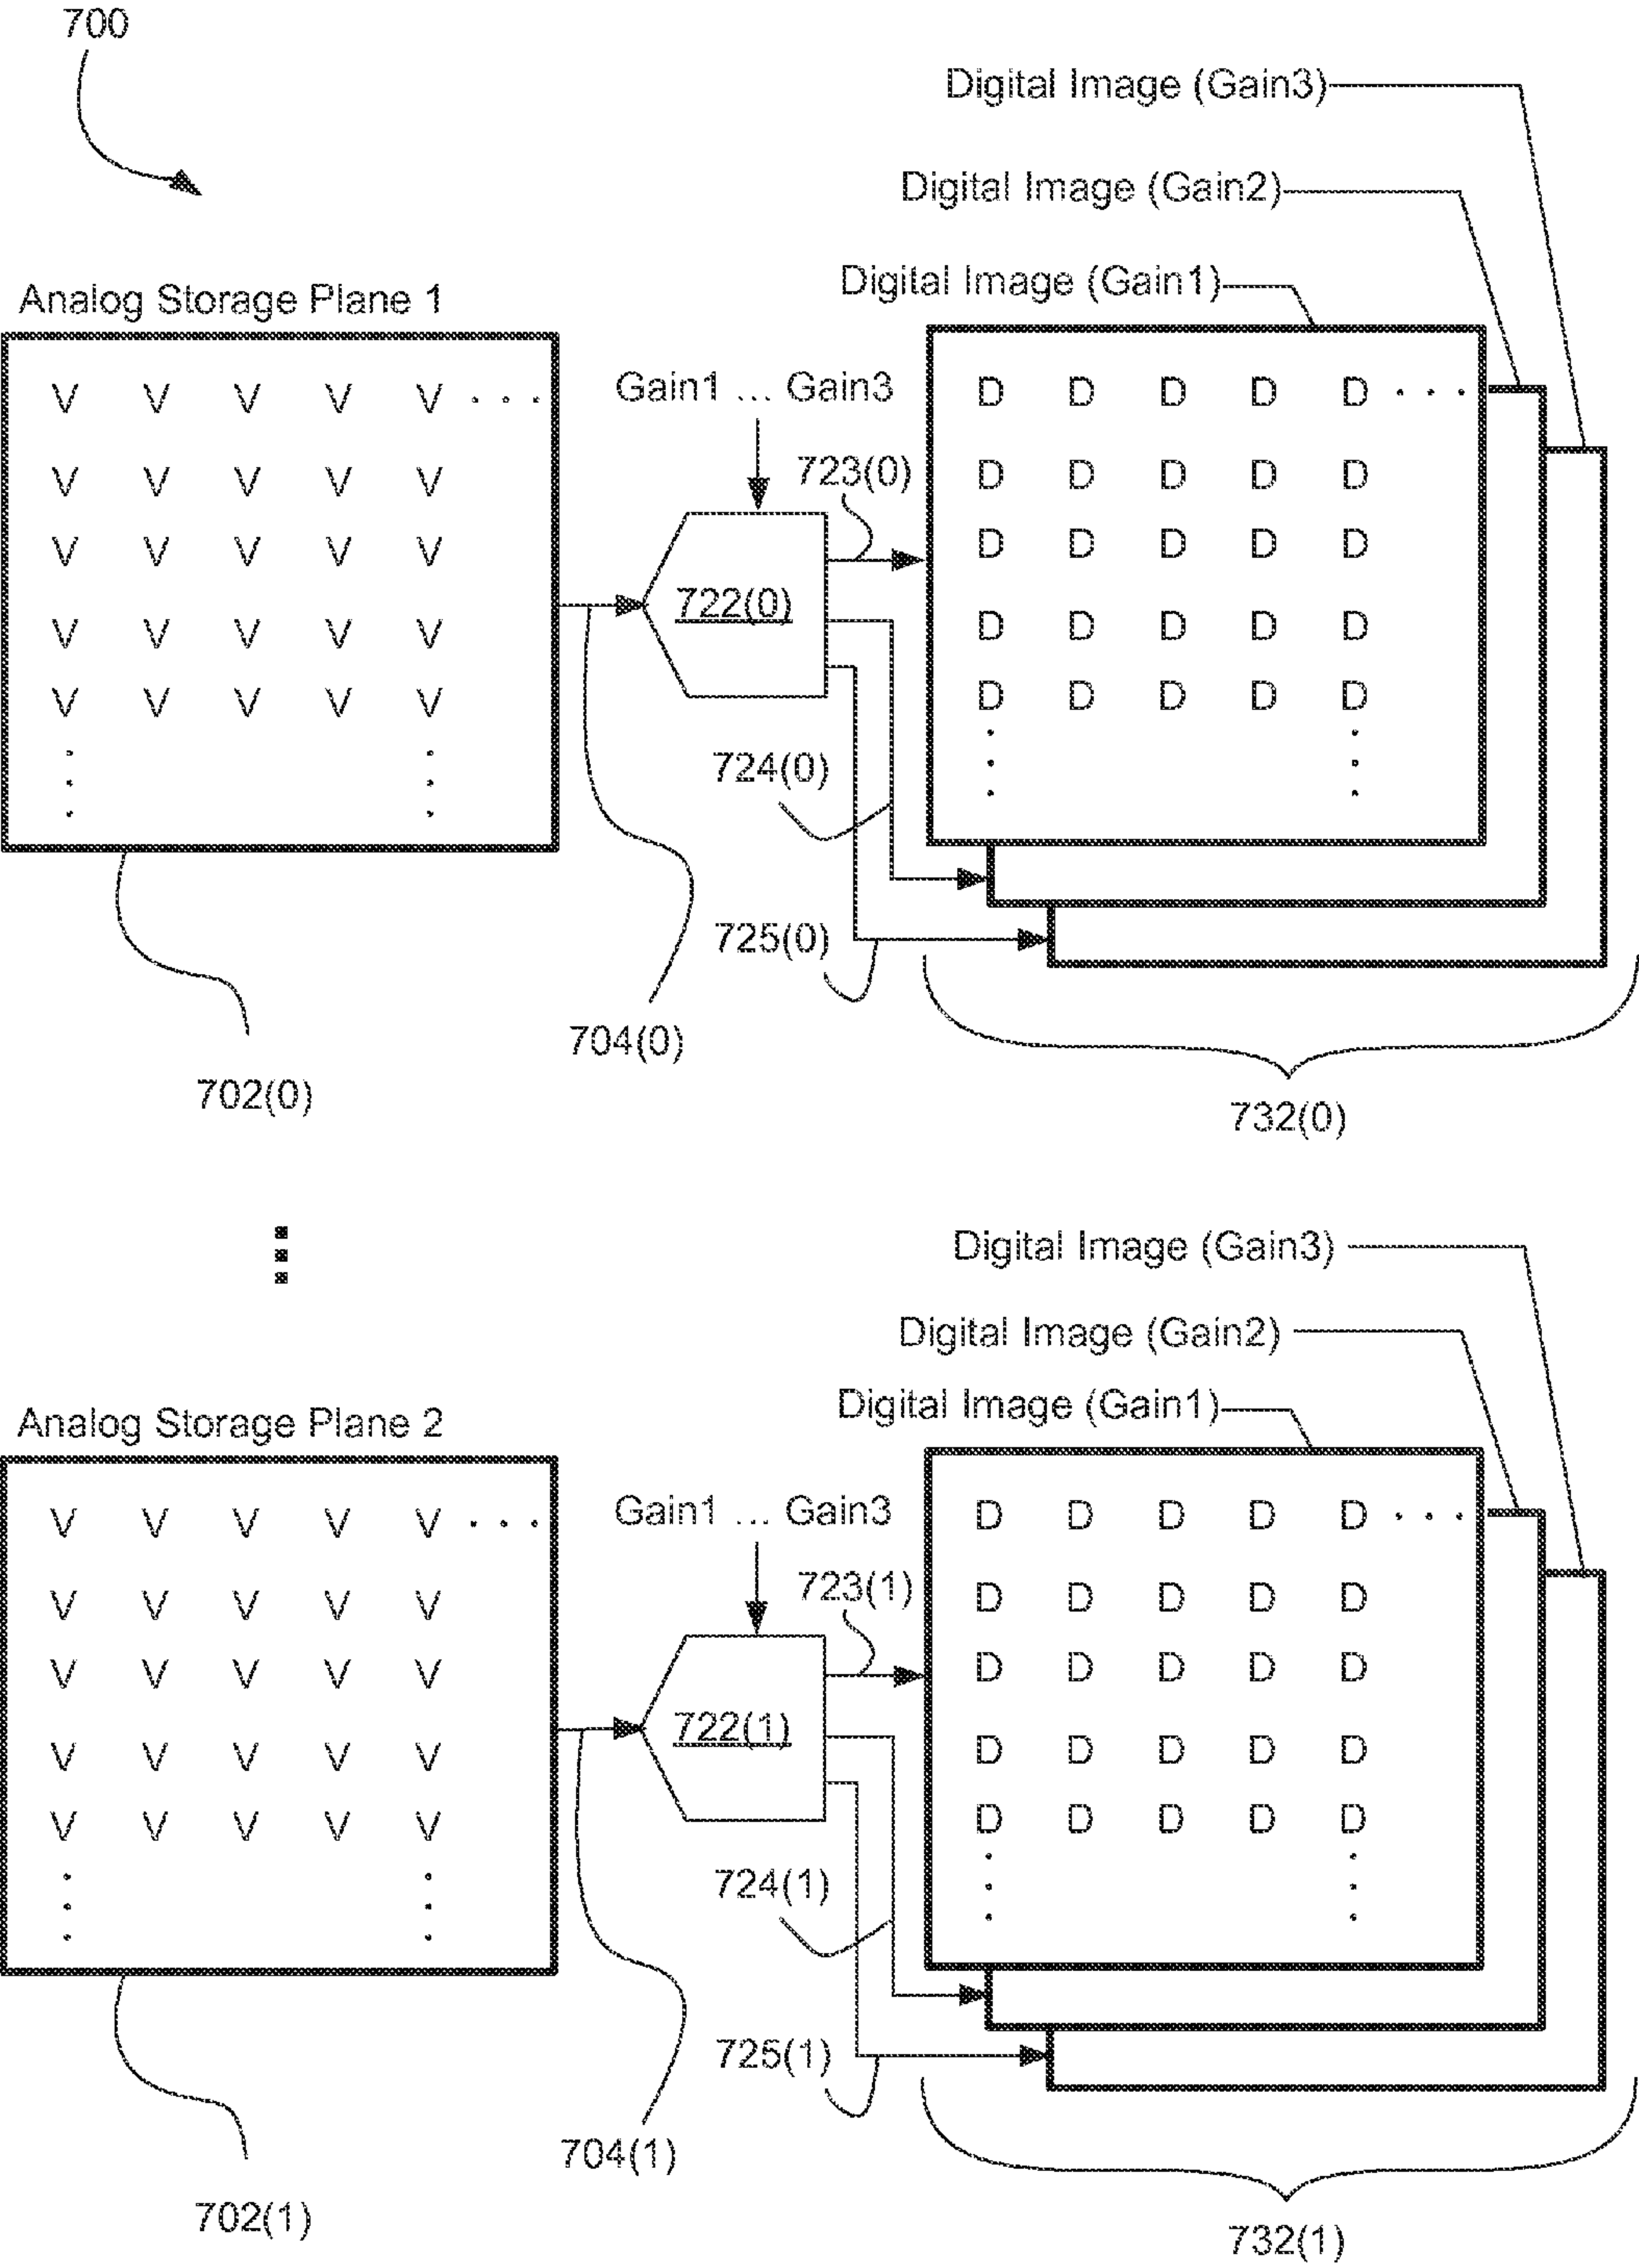 700
Digital Image (Gain3)
Digital Image (Gain2)
Digital Image (Gain1)
Analog Storage Plane 1
V V V V V . . .
V V V V V
V V V V V
V V V V V
V V V V V
Gain1 ... Gain3
723(0)
722(0)
724(0)
725(0)
D D D D D . . .
D D D D D
D D D D D
D D D D D
D D D D D
704(0)
702(0)
732(0)
Digital Image (Gain3)
Digital Image (Gain2)
Digital Image (Gain1)
Analog Storage Plane 2
V V V V V . . .
V V V V V
V V V V V
V V V V V
V V V V V
Gain1 ... Gain3
723(1)
722(1)
724(1)
725(1)
D D D D D . . .
D D D D D
D D D D D
D D D D D
D D D D D
704(1)
702(1)
732(1)